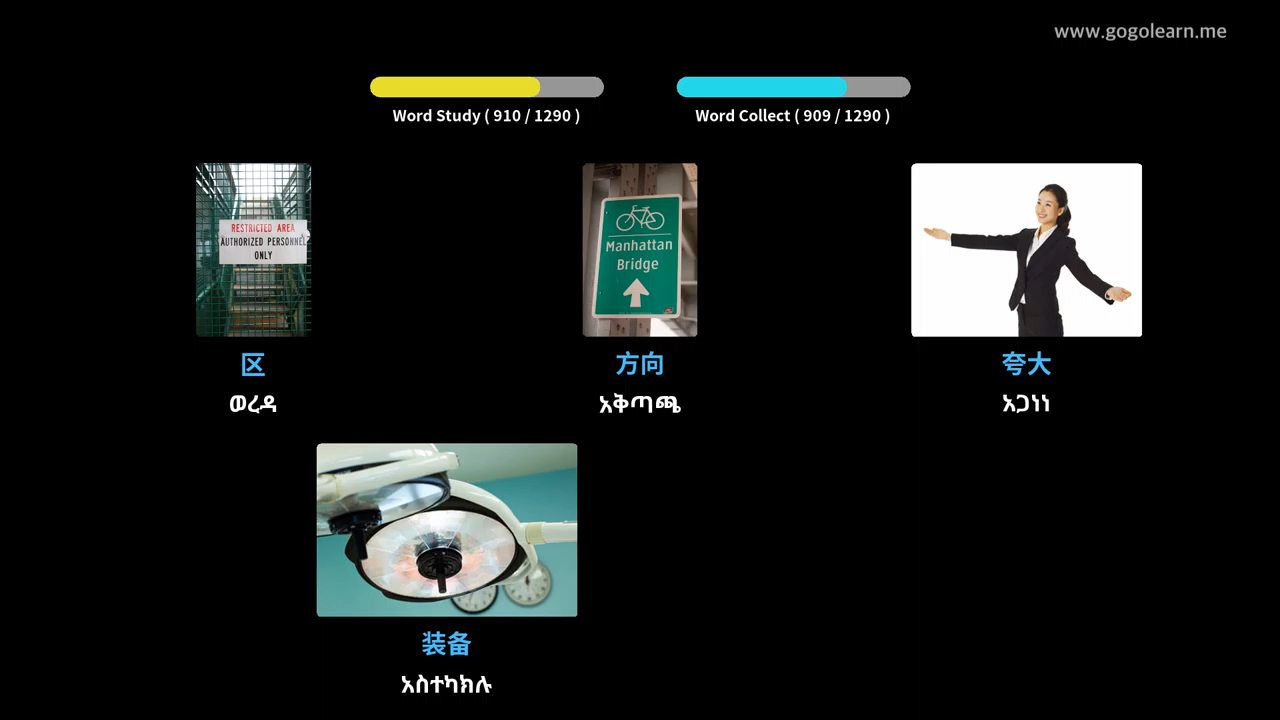 www.gogolearn.me
Word Study ( 910 / 1290 )
Word Collect ( 909 / 1290 )
RESTRICTED AREA
AUTHORIZED PERSONNEL
ONLY
Manhattan
Bridge
区
ወረዳ
方向
አቅጣጫ
夸大
አጋነነ
装备
አስተካክሉ